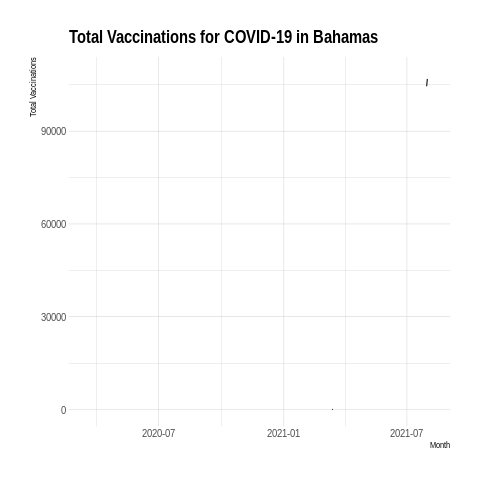 Total Vaccinations for COVID-19 in Bahamas
Total Vaccinations
90000
60000
30000
0
2020-07
2021-01
2021-07
Month